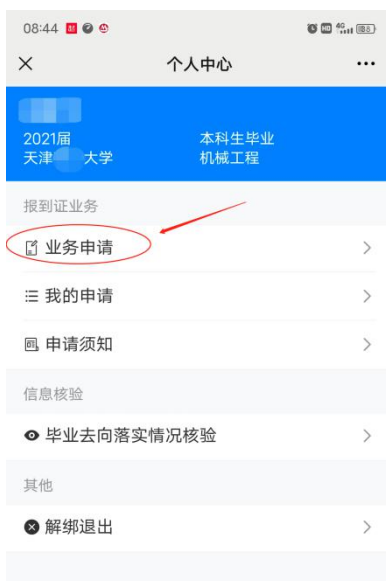 08:44
HD 4G
个人中心
2021届 本科生毕业
天津 大学 机械工程
报到证业务
业务申请
我的申请
申请须知
信息核验
毕业去向落实情况核验
其他
解绑退出